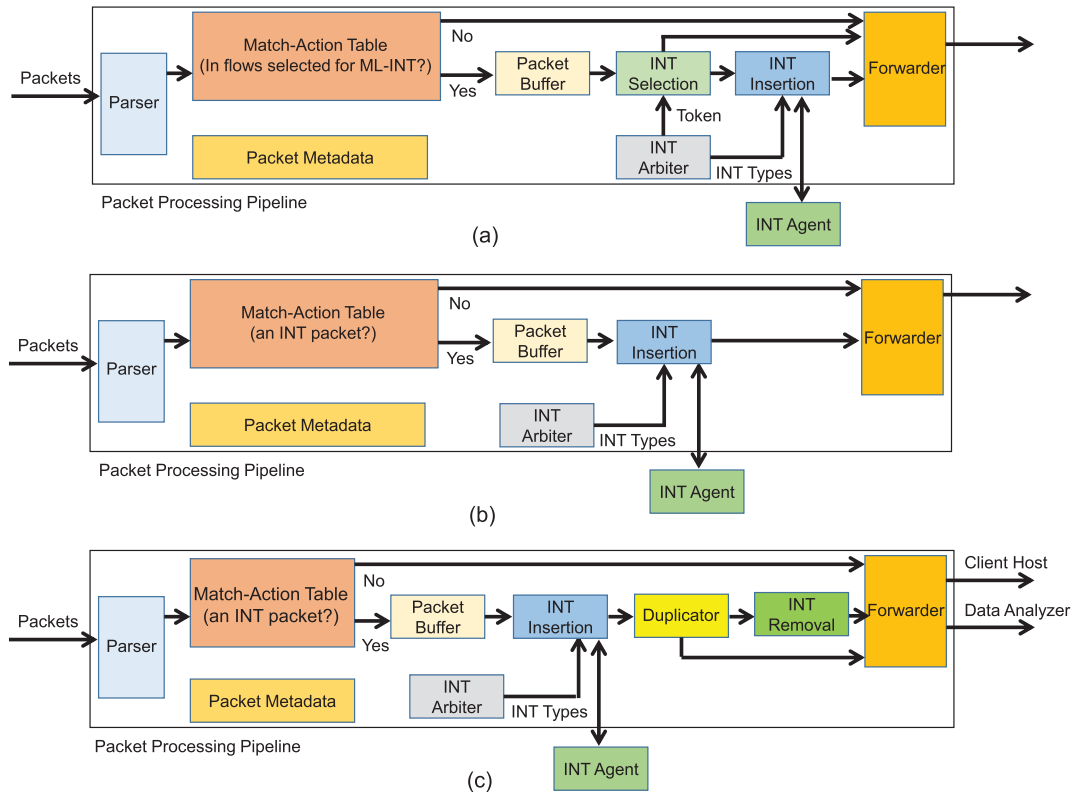 Packets
Parser
Match-Action Table
(In flows selected for ML-INT?)
No
Yes
Packet
Buffer
INT
Selection
INT
Insertion
Forwarder
Token
Packet Metadata
INT
Arbiter
INT Types
Packet Processing Pipeline
INT Agent
(a)
Packets
Parser
Match-Action Table
(an INT packet?)
No
Yes
Packet
Buffer
INT
Insertion
Forwarder
Packet Metadata
INT
Arbiter
INT Types
Packet Processing Pipeline
INT Agent
(b)
Packets
Parser
Match-Action Table
(an INT packet?)
No
Yes
Packet
Buffer
INT
Insertion
Duplicator
INT
Removal
Forwarder
Client Host
Data Analyzer
Packet Metadata
INT
Arbiter
INT Types
Packet Processing Pipeline
INT Agent
(c)